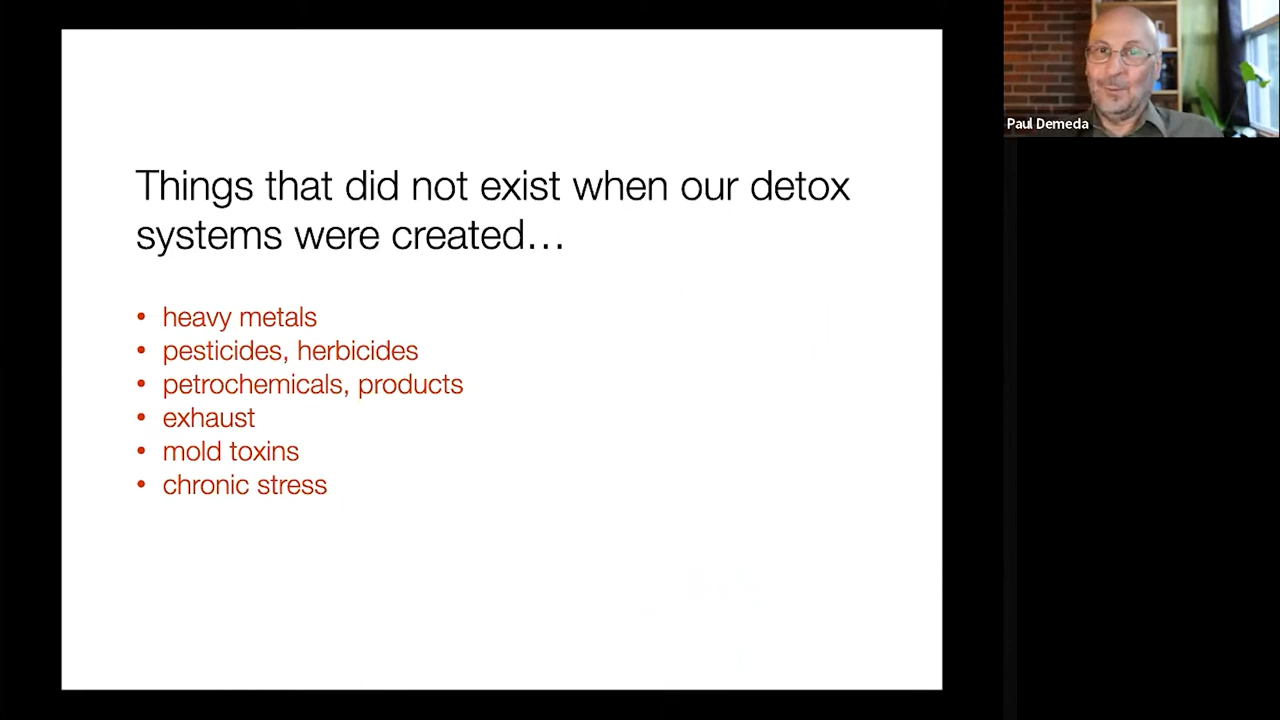 Things that did not exist when our detox
systems were created…
• heavy metals
• pesticides, herbicides
• petrochemicals, products
• exhaust
• mold toxins
• chronic stress
Paul Demeda